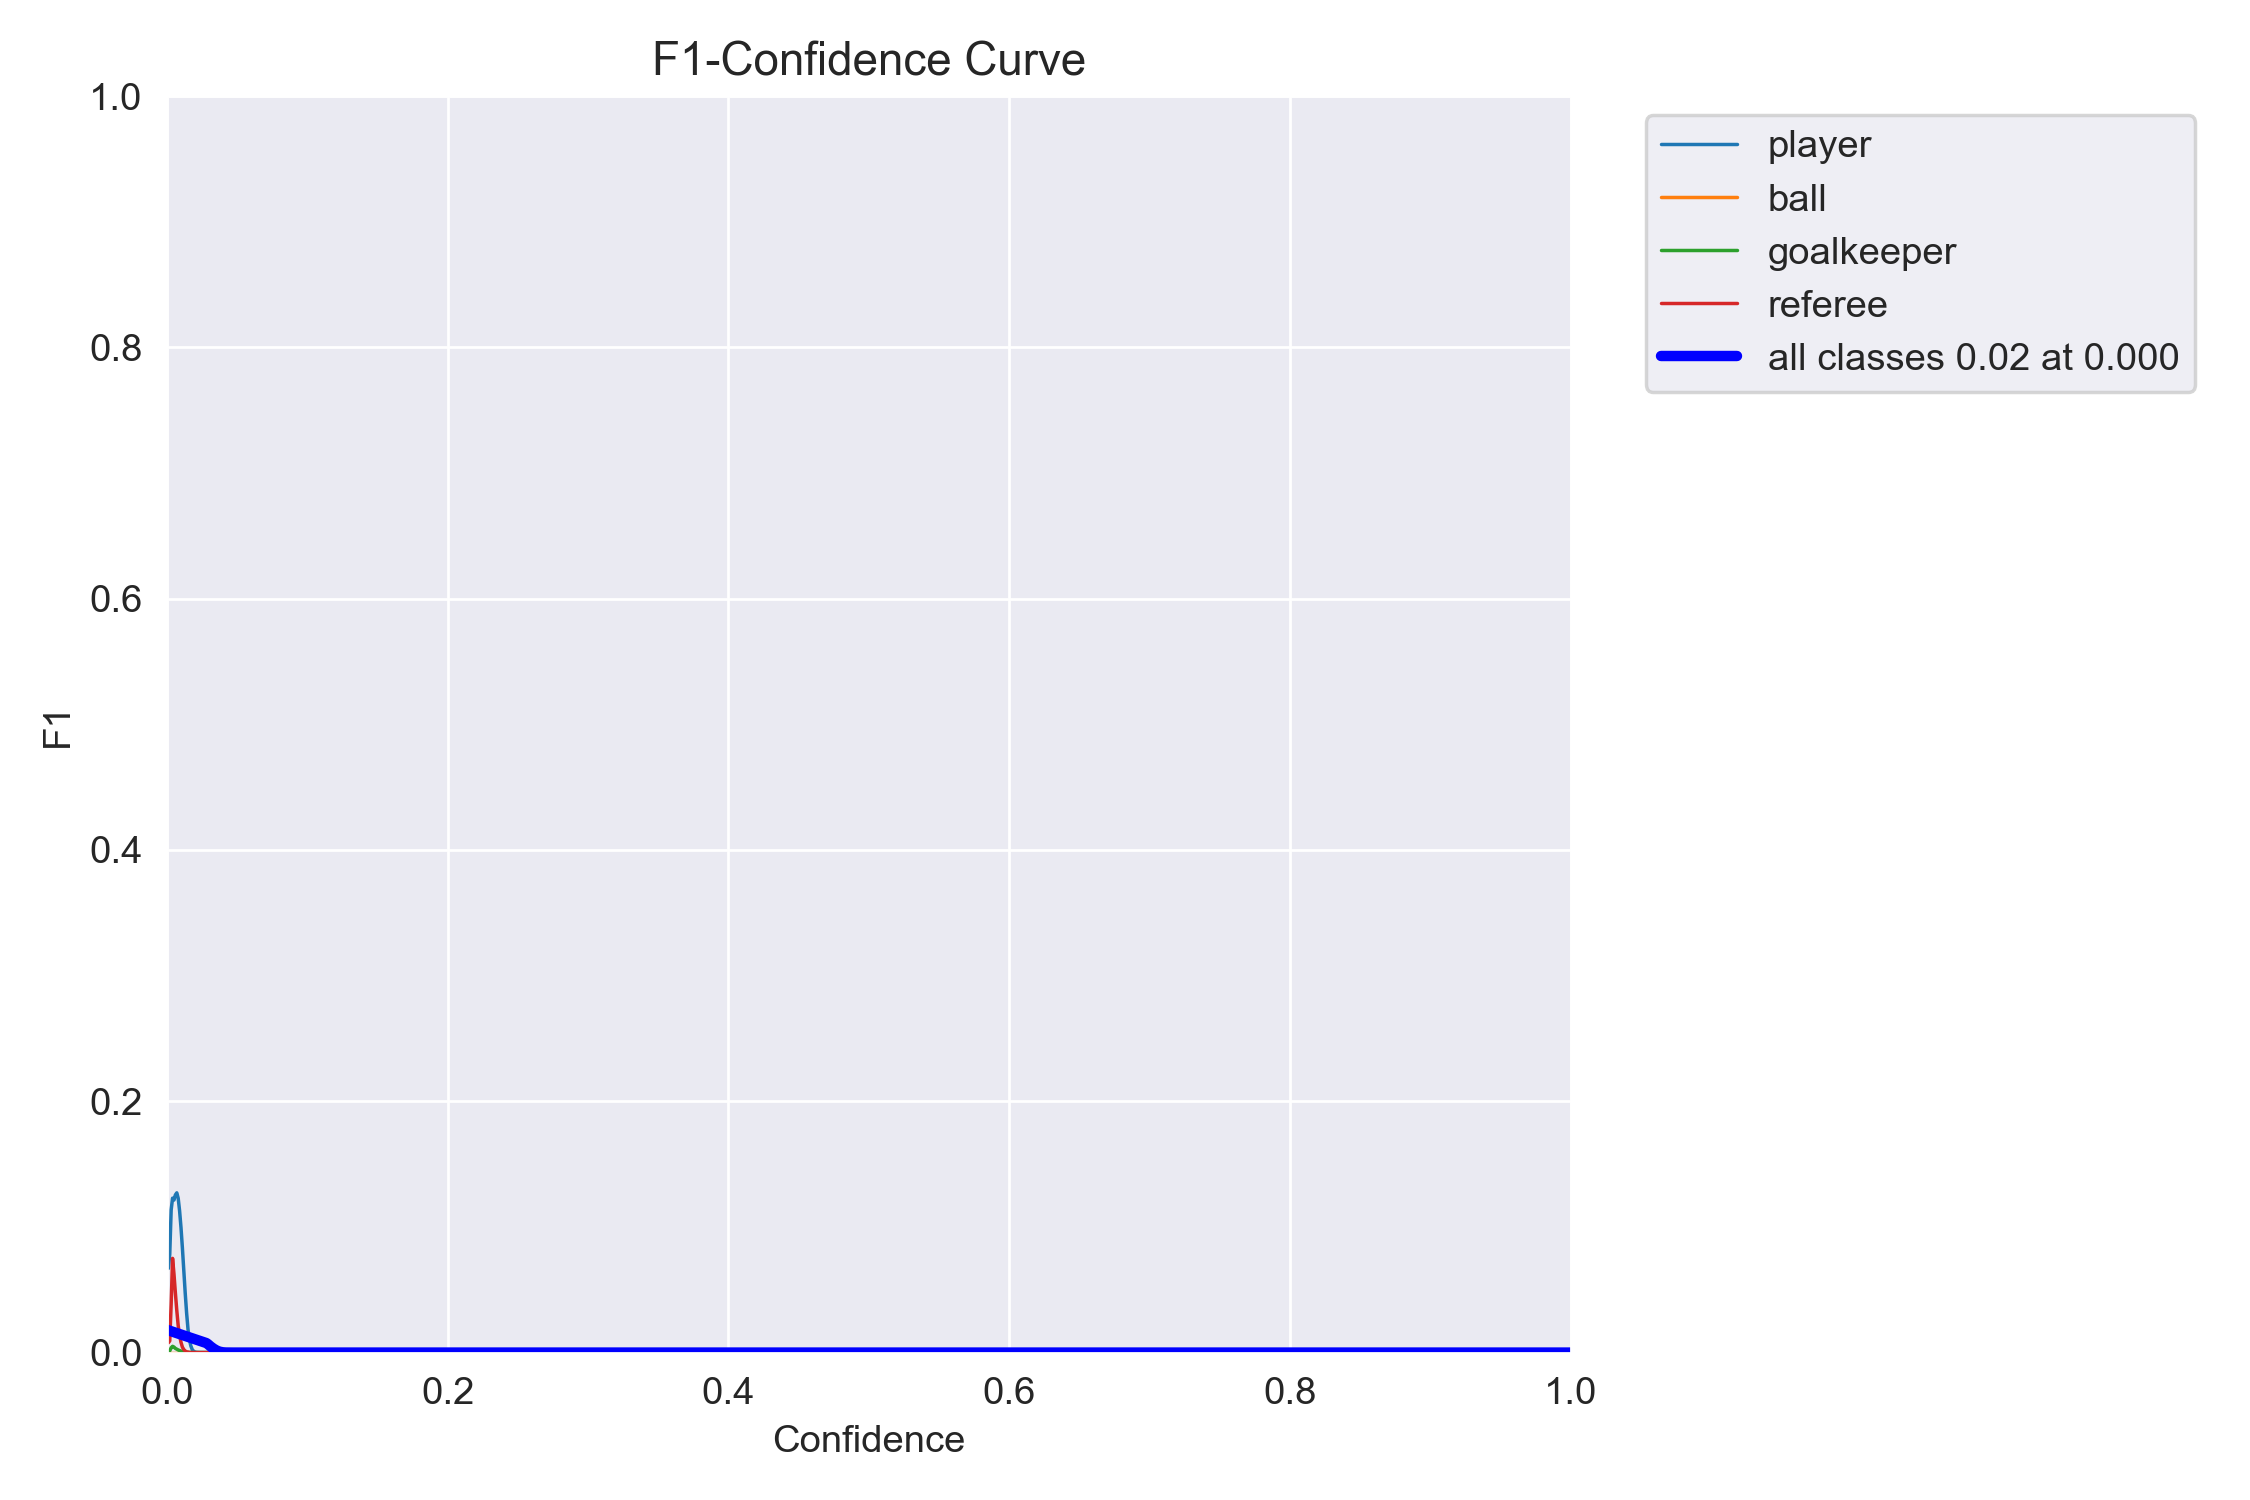 F1-Confidence Curve
1.0
0.8
0.6
0.4
0.2
0.0
F1
0.0 0.2 0.4 0.6 0.8 1.0
Confidence
player
ball
goalkeeper
referee
all classes 0.02 at 0.000